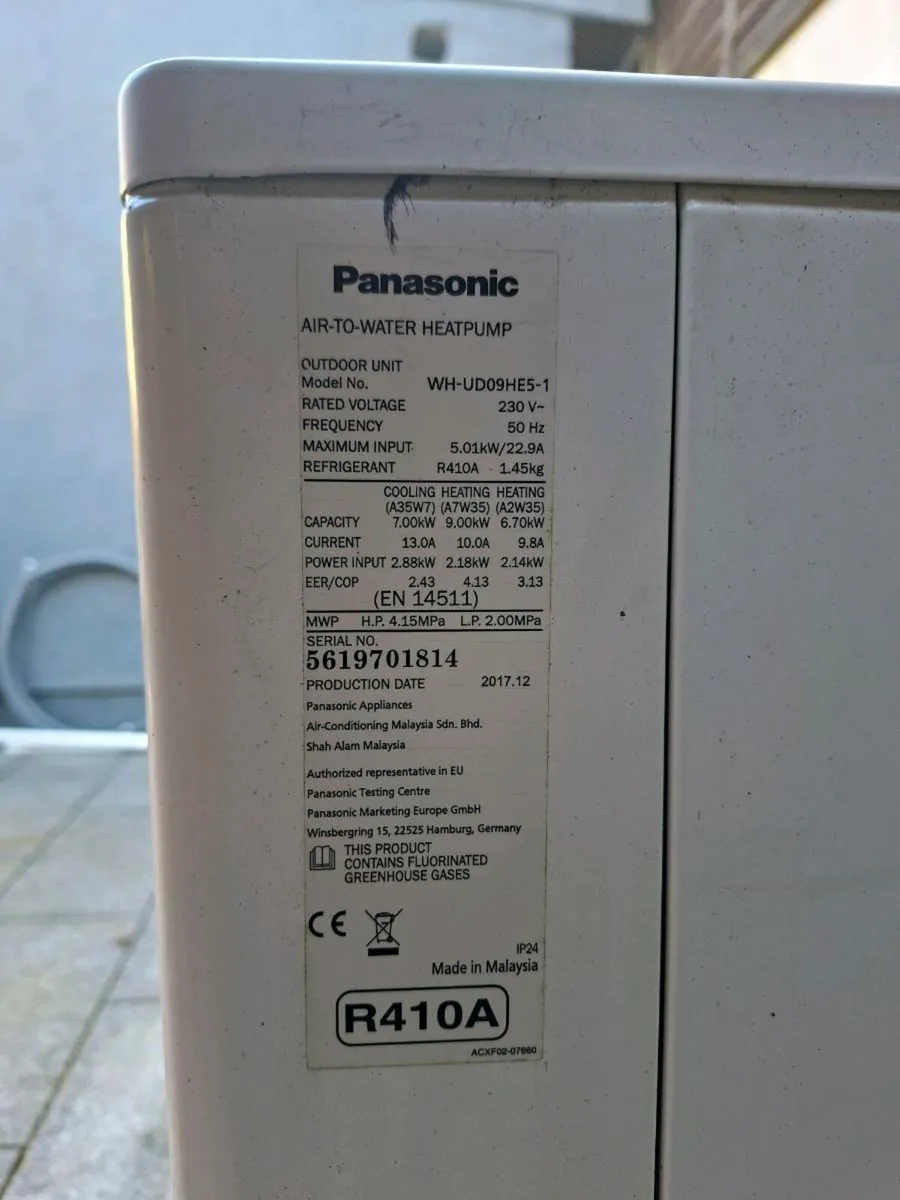 Panasonic
AIR-TO-WATER HEATPUMP
OUTDOOR UNIT
Model No. WH-UD09HE5-1
RATED VOLTAGE 230 V~
FREQUENCY 50 Hz
MAXIMUM INPUT 5.01kW/22.9A
REFRIGERANT R410A 1.45kg
COOLING HEATING HEATING
(A35W7) (A7W35) (A2W35)
CAPACITY 7.00kW 9.00kW 6.70kW
CURRENT 13.0A 10.0A 9.8A
POWER INPUT 2.88kW 2.18kW 2.14kW
EER/COP 2.43 4.13 3.13
(EN 14511)
MWP H.P. 4.15MPa L.P. 2.00MPa
SERIAL NO.
5619701814
PRODUCTION DATE 2017.12
Panasonic Appliances
Air-Conditioning Malaysia Sdn. Bhd.
Shah Alam Malaysia
Authorized representative in EU
Panasonic Testing Centre
Panasonic Marketing Europe GmbH
Winsbergring 15, 22525 Hamburg, Germany
THIS PRODUCT
CONTAINS FLUORINATED
GREENHOUSE GASES
CE
IP24
Made in Malaysia
R410A
ACXF02-07660